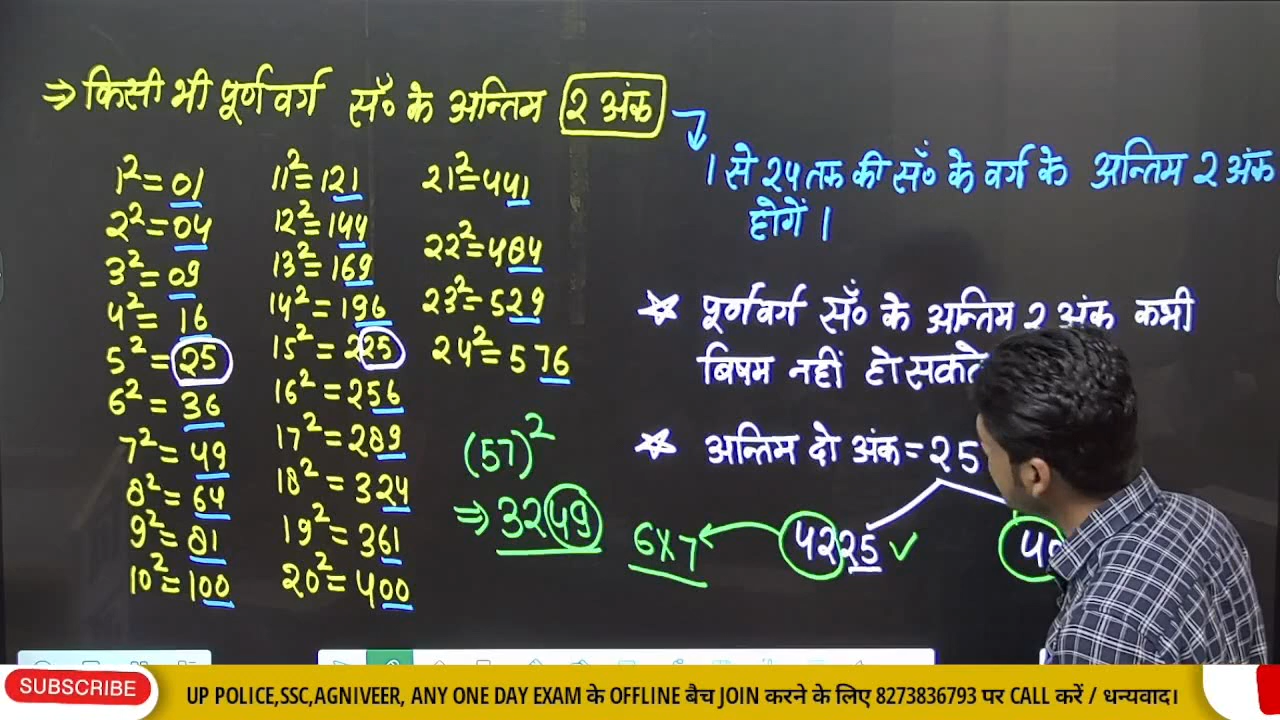 ⇒ किसी भी पूर्ण वर्ग सं० के अन्तिम 2 अंक
1² = 01
2² = 04
3² = 09
4² = 16
5² = 25
6² = 36
7² = 49
8² = 64
9² = 81
10² = 100
11² = 121
12² = 144
13² = 169
14² = 196
15² = 225
16² = 256
17² = 289
18² = 324
19² = 361
20² = 400
21² = 441
22² = 484
23² = 529
24² = 576
(57)²
⇒ 3249
1 से 24 तक की सं० के वर्ग के अन्तिम 2 अंक
होगें।
☆ पूर्णवर्ग सं० के अन्तिम 2 अंक कभी
बिषम नहीं हो सकते
☆ अन्तिम दो अंक = 25
6×7 ← 4225 ✓
SUBSCRIBE
UP POLICE,SSC,AGNIVEER, ANY ONE DAY EXAM के OFFLINE बैच JOIN करने के लिए 8273836793 पर CALL करें / धन्यवाद।